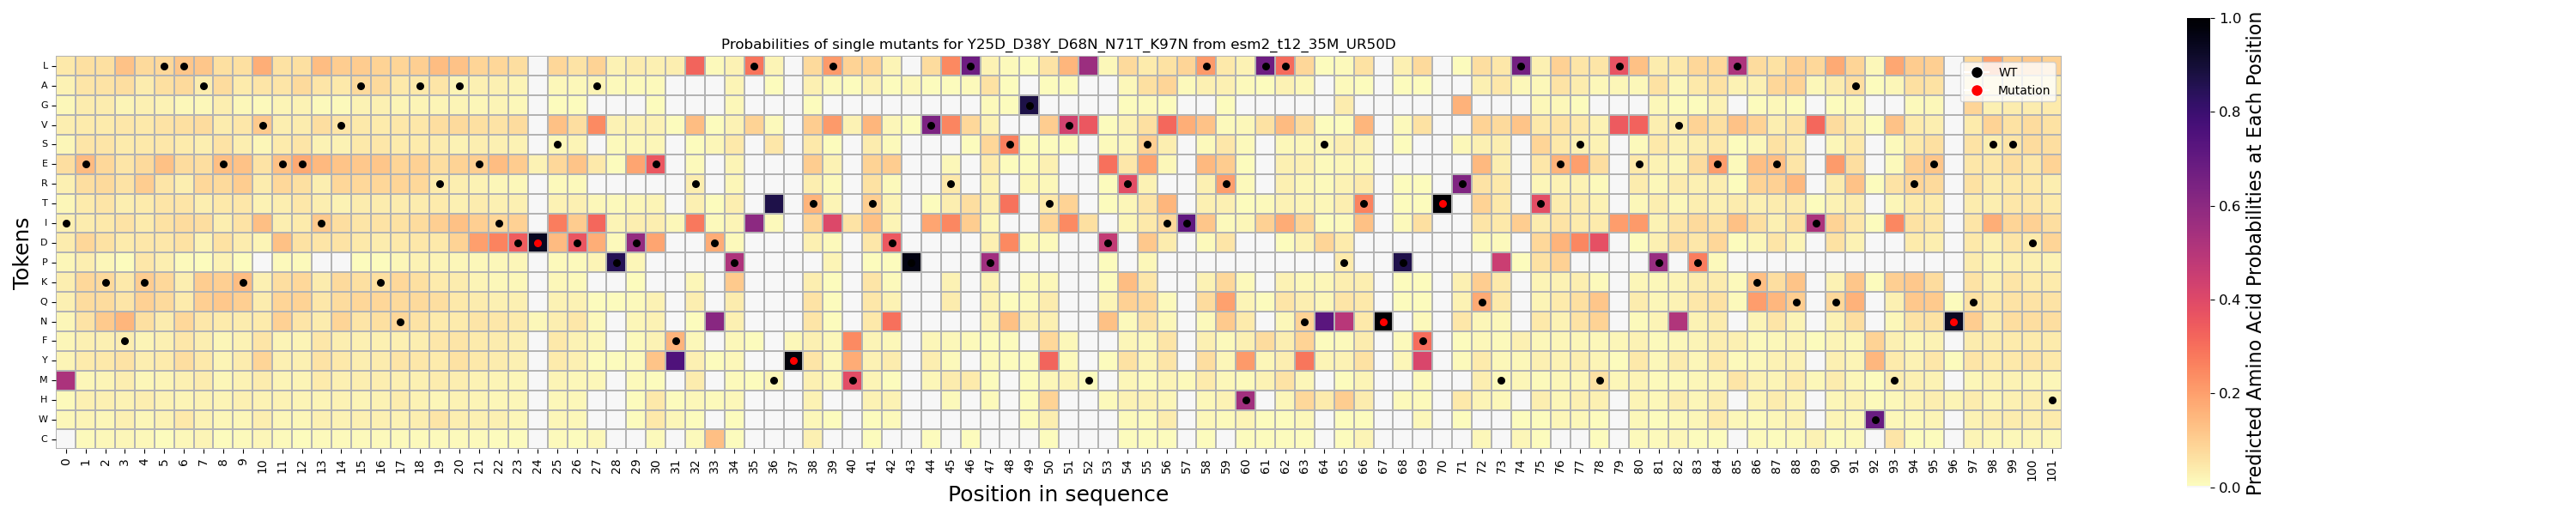 Probabilities of single mutants for Y25D_D38Y_D68N_N71T_K97N from esm2_t12_35M_UR50D
Tokens
L
A
G
V
S
E
R
T
I
D
P
K
Q
N
F
Y
M
H
W
C
0 1 2 3 4 5 6 7 8 9 10 11 12 13 14 15 16 17 18 19 20 21 22 23 24 25 26 27 28 29 30 31 32 33 34 35 36 37 38 39 40 41 42 43 44 45 46 47 48 49 50 51 52 53 54 55 56 57 58 59 60 61 62 63 64 65 66 67 68 69 70 71 72 73 74 75 76 77 78 79 80 81 82 83 84 85 86 87 88 89 90 91 92 93 94 95 96 97 98 99 100 101
Position in sequence
WT
Mutation
1.0
0.8
0.6
0.4
0.2
0.0
Predicted Amino Acid Probabilities at Each Position